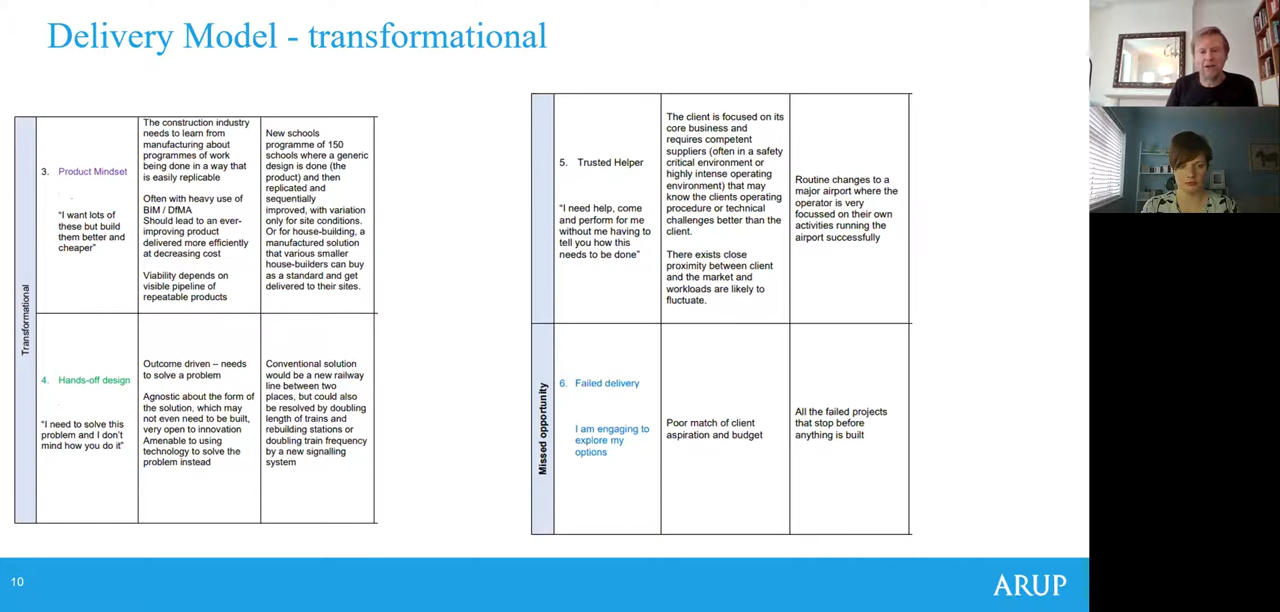 Delivery Model - transformational
Transformational
3. Product Mindset
"I want lots of
these but build
them better and
cheaper"
The construction industry
needs to learn from
manufacturing about
programmes of work
being done in a way that
is easily replicable
Often with heavy use of
BIM / DfMA
Should lead to an ever-
improving product
delivered more efficiently
at decreasing cost
Viability depends on
visible pipeline of
repeatable products
New schools
programme of 150
schools where a generic
design is done (the
product) and then
replicated and
sequentially
improved, with variation
only for site conditions.
Or for house-building, a
manufactured solution
that various smaller
house-builders can buy
as a standard and get
delivered to their sites.
4. Hands-off design
"I need to solve this
problem and I don't
mind how you do it"
Outcome driven – needs
to solve a problem
Agnostic about the form of
the solution, which may
not even need to be built,
very open to innovation
Amenable to using
technology to solve the
problem instead
Conventional solution
would be a new railway
line between two
places, but could also
be resolved by doubling
length of trains and
rebuilding stations or
doubling train frequency
by a new signalling
system
5. Trusted Helper
"I need help, come
and perform for me
without me having to
tell you how this
needs to be done"
The client is focused on its
core business and
requires competent
suppliers (often in a safety
critical environment or
highly intense operating
environment) that may
know the clients operating
procedure or technical
challenges better than the
client.
There exists close
proximity between client
and the market and
workloads are likely to
fluctuate.
Routine changes to a
major airport where the
operator is very
focussed on their own
activities running the
airport successfully
Missed opportunity
6. Failed delivery
I am engaging to
explore my
options
Poor match of client
aspiration and budget
All the failed projects
that stop before
anything is built
10
ARUP